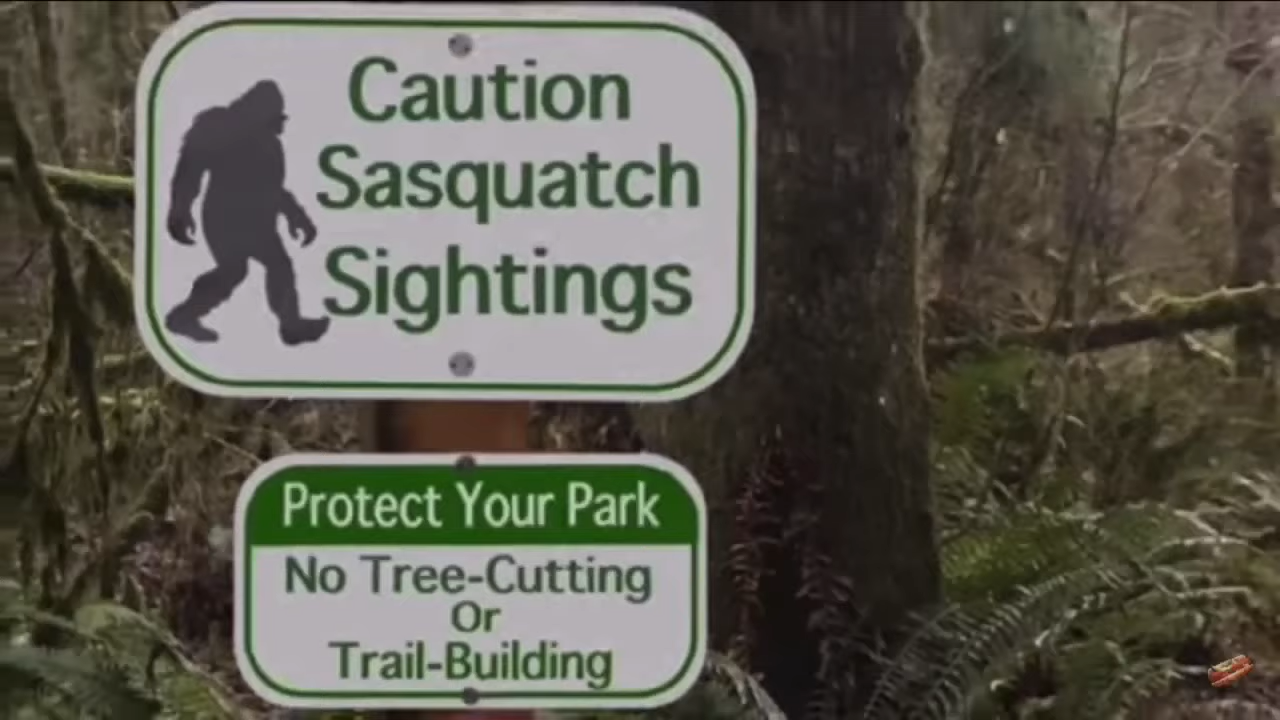 Caution
Sasquatch
Sightings
Protect Your Park
No Tree-Cutting
Or
Trail-Building